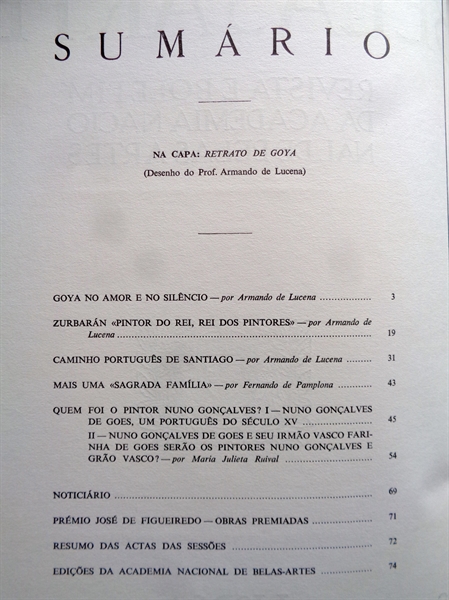 SUMÁRIO
NA CAPA: RETRATO DE GOYA
(Desenho do Prof. Armando de Lucena)
GOYA NO AMOR E NO SILÊNCIO — por Armando de Lucena .................. 3
ZURBARÁN «PINTOR DO REI, REI DOS PINTORES» — por Armando de
Lucena ............................................................ 19
CAMINHO PORTUGUÊS DE SANTIAGO — por Armando de Lucena ........... 31
MAIS UMA «SAGRADA FAMÍLIA» — por Fernando de Pamplona ............ 43
QUEM FOI O PINTOR NUNO GONÇALVES? I — NUNO GONÇALVES
DE GOES, UM PORTUGUÊS DO SÉCULO XV ........................ 45
II — NUNO GONÇALVES DE GOES E SEU IRMÃO VASCO FARI-
NHA DE GOES SERÃO OS PINTORES NUNO GONÇALVES E
GRÃO VASCO? — por Maria Julieta Ruival ........................ 54
NOTICIÁRIO ............................................................ 69
PRÉMIO JOSÉ DE FIGUEIREDO — OBRAS PREMIADAS .................. 71
RESUMO DAS ACTAS DAS SESSÕES .................................... 72
EDIÇÕES DA ACADEMIA NACIONAL DE BELAS-ARTES .................. 74